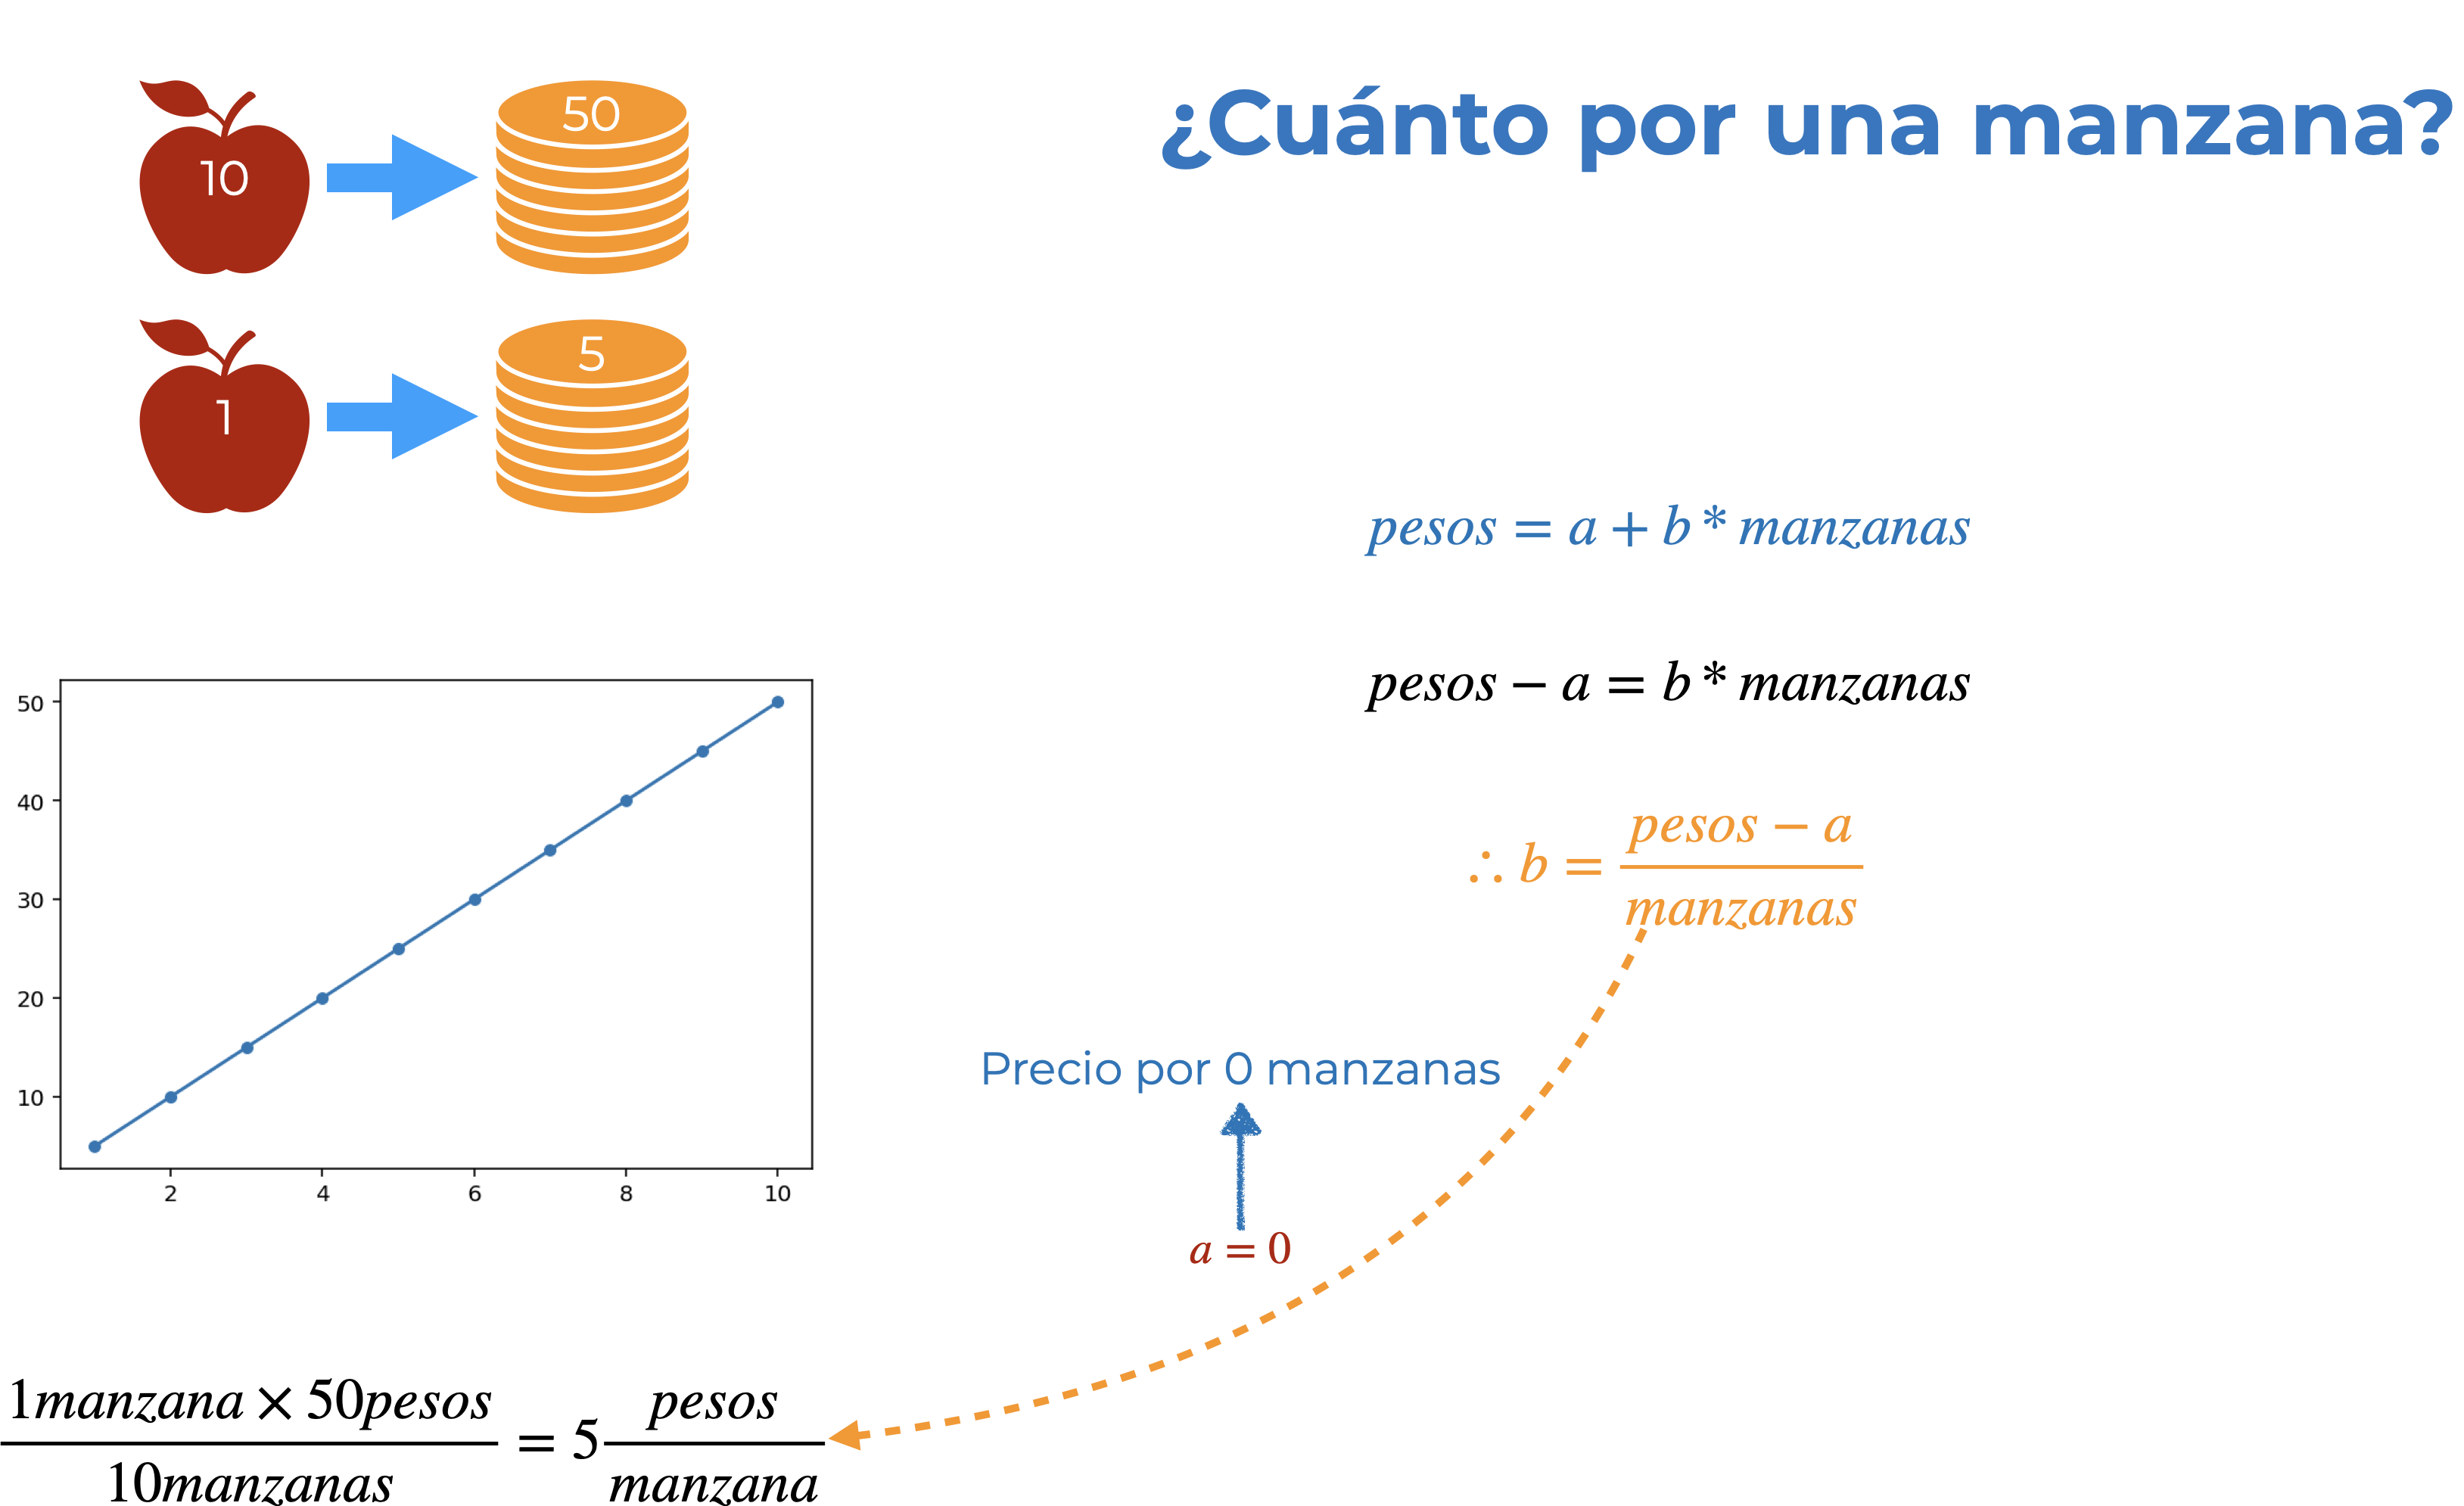 ¿Cuánto por una manzana?
10
50
1
5
pesos = a + b * manzanas
pesos − a = b * manzanas
∴ b = \frac{pesos − a}{manzanas}
50
40
30
20
10
2 4 6 8 10
Precio por 0 manzanas
a = 0
\frac{1manzana × 50pesos}{10manzanas} = 5\frac{pesos}{manzana}